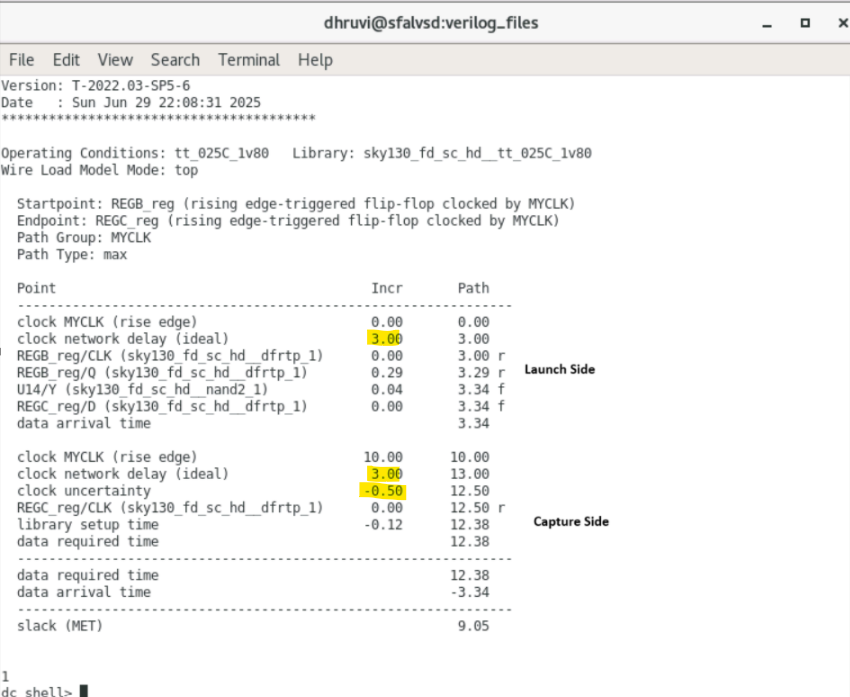 dhruvi@sfalvsd:verilog_files
File Edit View Search Terminal Help
Version: T-2022.03-SP5-6
Date   : Sun Jun 29 22:08:31 2025
****************************************
Operating Conditions: tt_025C_1v80   Library: sky130_fd_sc_hd__tt_025C_1v80
Wire Load Model Mode: top
Startpoint: REGB_reg (rising edge-triggered flip-flop clocked by MYCLK)
Endpoint: REGC_reg (rising edge-triggered flip-flop clocked by MYCLK)
Path Group: MYCLK
Path Type: max
Point Incr Path
---------------------------------------------------------------
clock MYCLK (rise edge) 0.00 0.00
clock network delay (ideal) 3.00 3.00
REGB_reg/CLK (sky130_fd_sc_hd__dfrtp_1) 0.00 3.00 r
REGB_reg/Q (sky130_fd_sc_hd__dfrtp_1) 0.29 3.29 r
Launch Side
U14/Y (sky130_fd_sc_hd__nand2_1) 0.04 3.34 f
REGC_reg/D (sky130_fd_sc_hd__dfrtp_1) 0.00 3.34 f
data arrival time 3.34
clock MYCLK (rise edge) 10.00 10.00
clock network delay (ideal) 3.00 13.00
clock uncertainty -0.50 12.50
REGC_reg/CLK (sky130_fd_sc_hd__dfrtp_1) 0.00 12.50 r
Capture Side
library setup time -0.12 12.38
data required time 12.38
---------------------------------------------------------------
data required time 12.38
data arrival time -3.34
---------------------------------------------------------------
slack (MET) 9.05
1
dc_shell>